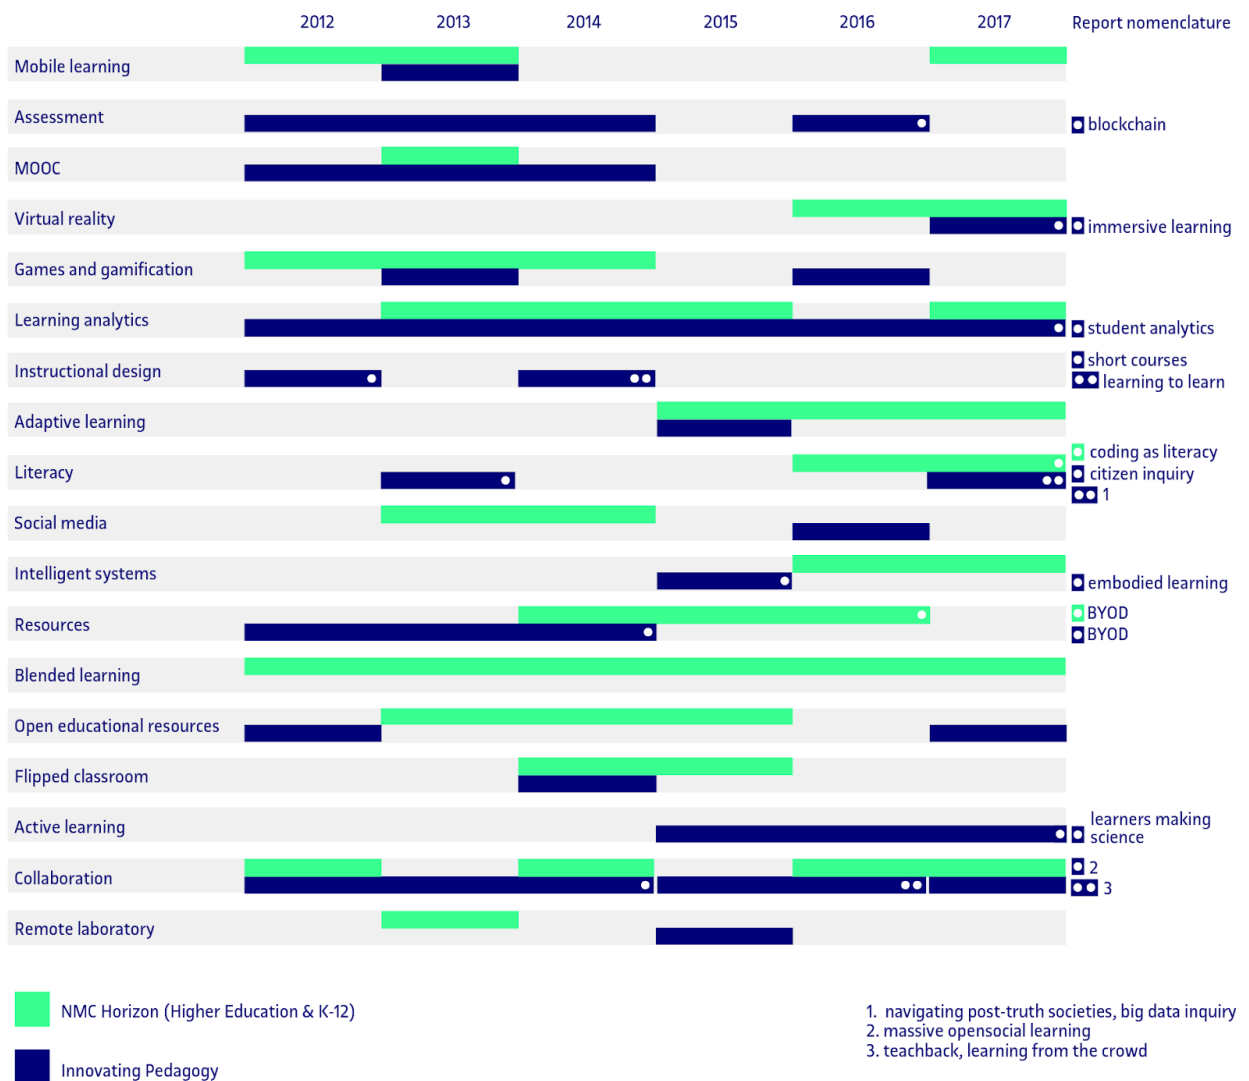 2012 2013 2014 2015 2016 2017 Report nomenclature
Mobile learning
Assessment
blockchain
MOOC
Virtual reality
immersive learning
Games and gamification
Learning analytics
student analytics
short courses
Instructional design
learning to learn
Adaptive learning
coding as literacy
Literacy
citizen inquiry
1
Social media
Intelligent systems
embodied learning
BYOD
Resources
BYOD
Blended learning
Open educational resources
Flipped classroom
learners making
Active learning
science
2
Collaboration
3
Remote laboratory
NMC Horizon (Higher Education & K-12)
Innovating Pedagogy
1. navigating post-truth societies, big data inquiry
2. massive opensocial learning
3. teachback, learning from the crowd